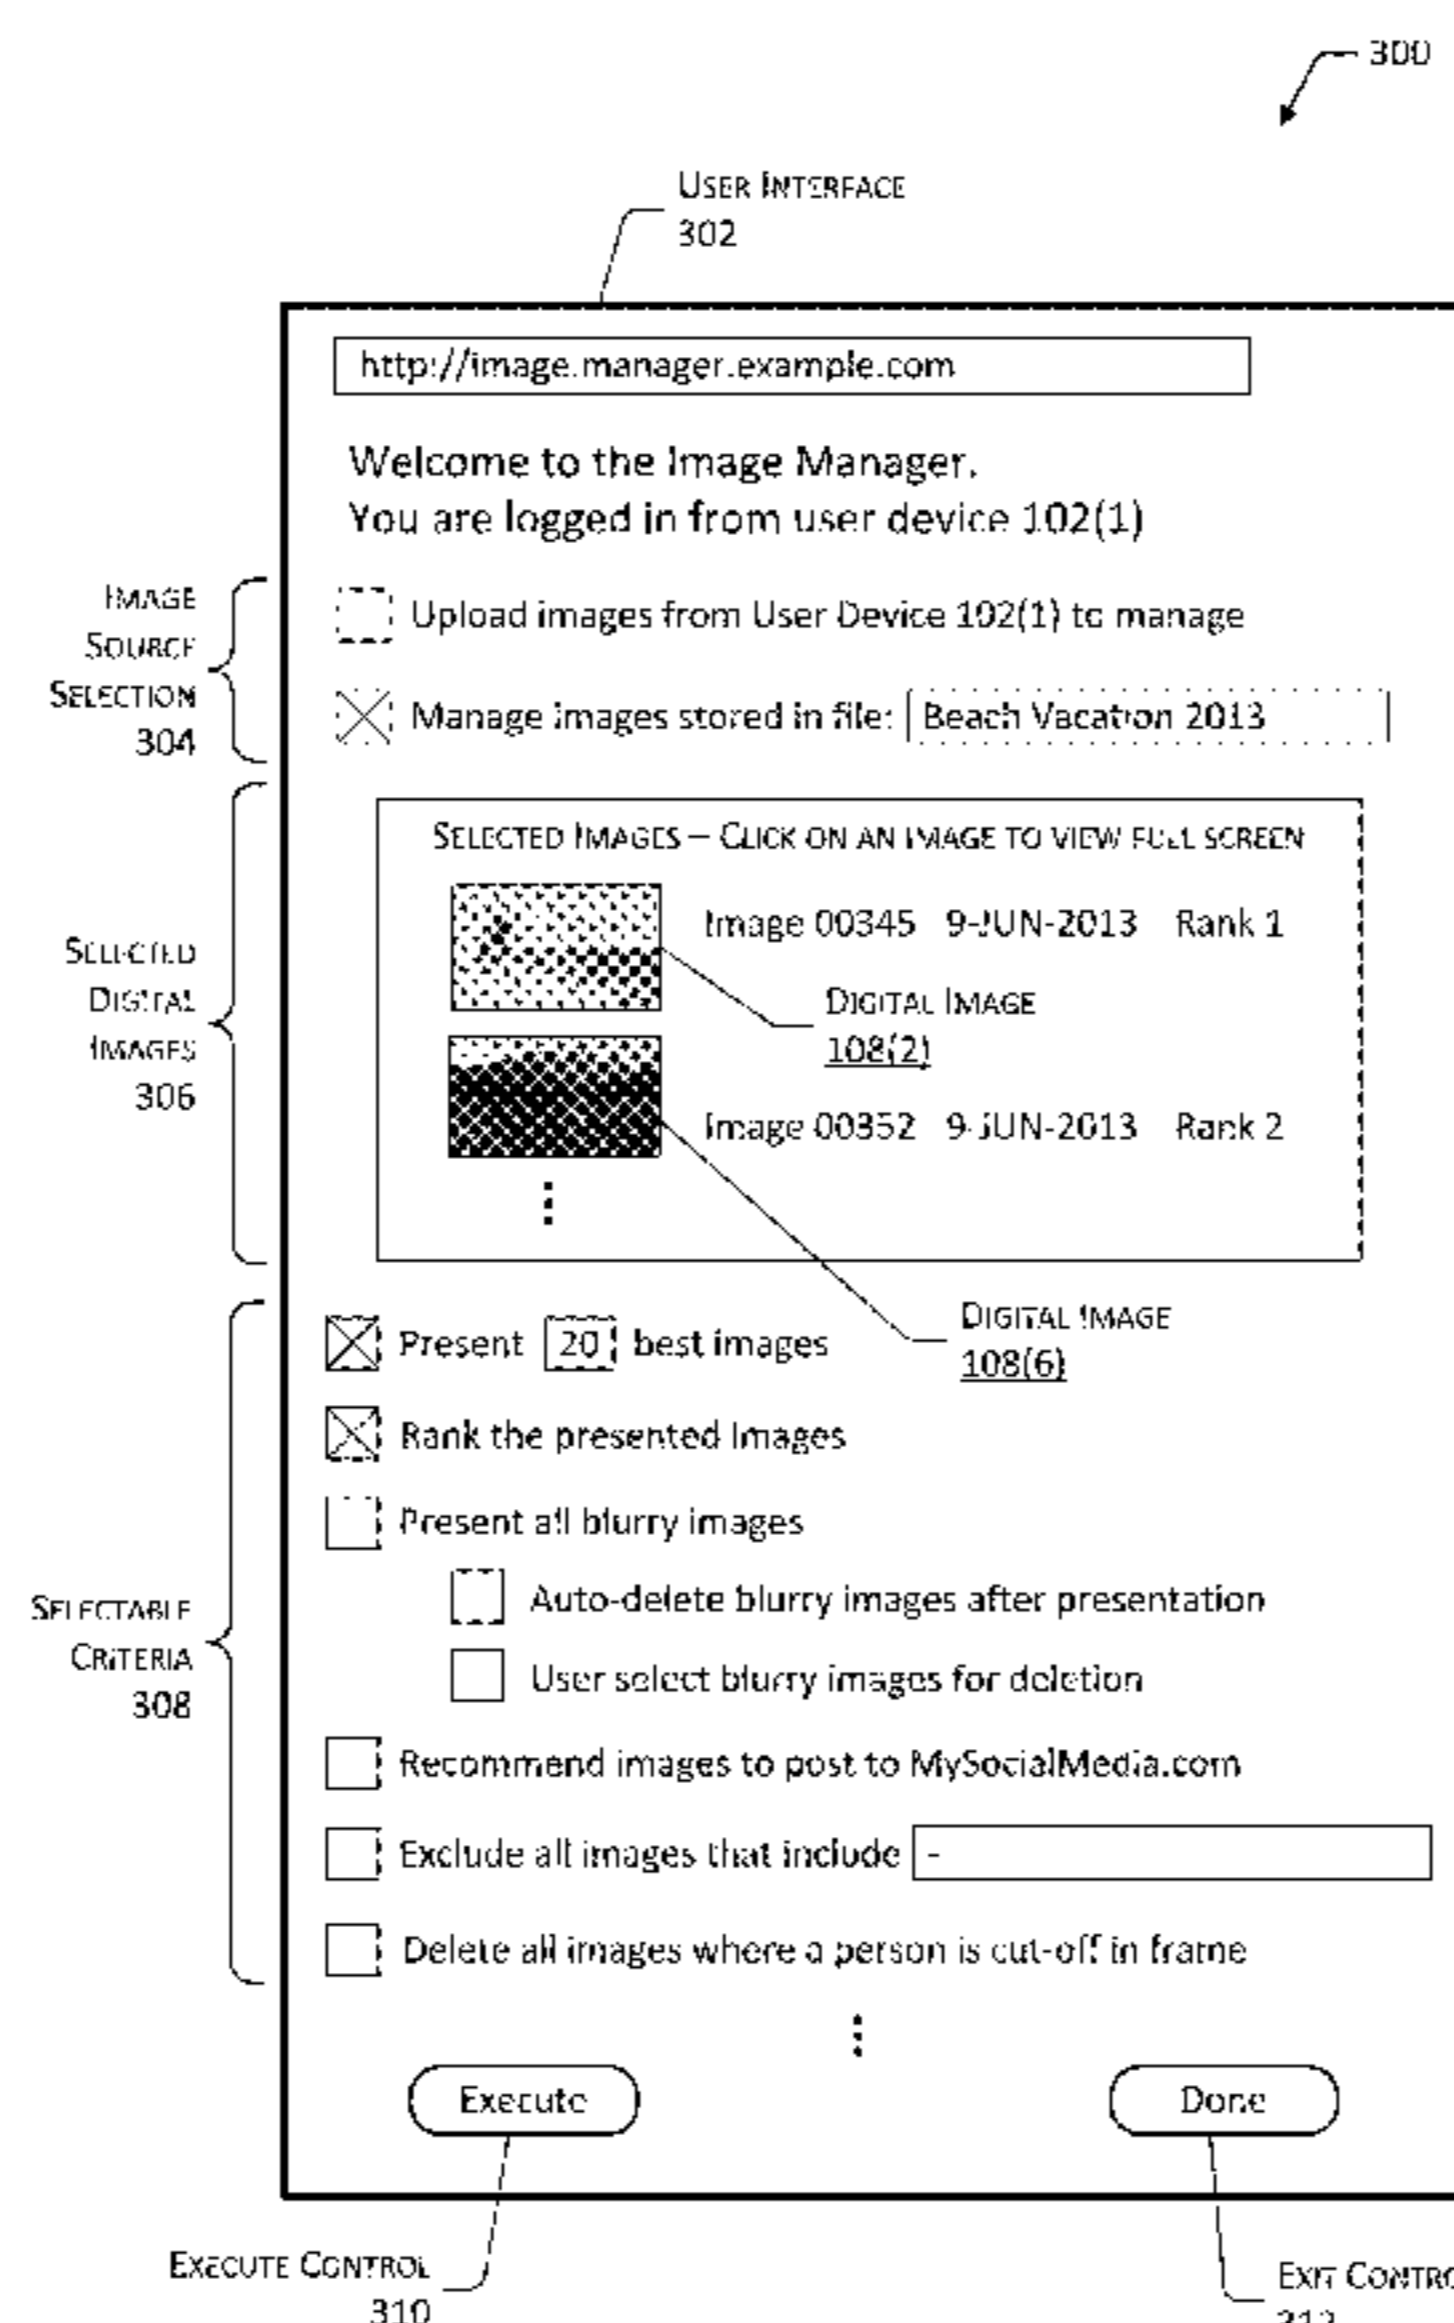 300
USER INTERFACE
302
http://image.manager.example.com
Welcome to the Image Manager.
You are logged in from user device 102(1)
IMAGE
SOURCE
SELECTION
304
Upload images from User Device 102(1) to manage
Manage images stored in file: Beach Vacation 2013
SELECTED
DIGITAL
IMAGES
306
SELECTED IMAGES – CLICK ON AN IMAGE TO VIEW FULL SCREEN
Image 00345 9-JUN-2013 Rank 1
DIGITAL IMAGE
108(2)
Image 00352 9-JUN-2013 Rank 2
DIGITAL IMAGE
108(6)
SELECTABLE
CRITERIA
308
Present 20 best images
Rank the presented Images
Present all blurry images
Auto-delete blurry images after presentation
User select blurry images for deletion
Recommend images to post to MySocialMedia.com
Exclude all images that include -
Delete all images where a person is cut-off in frame
Execute Done
EXECUTE CONTROL
310
EXIT